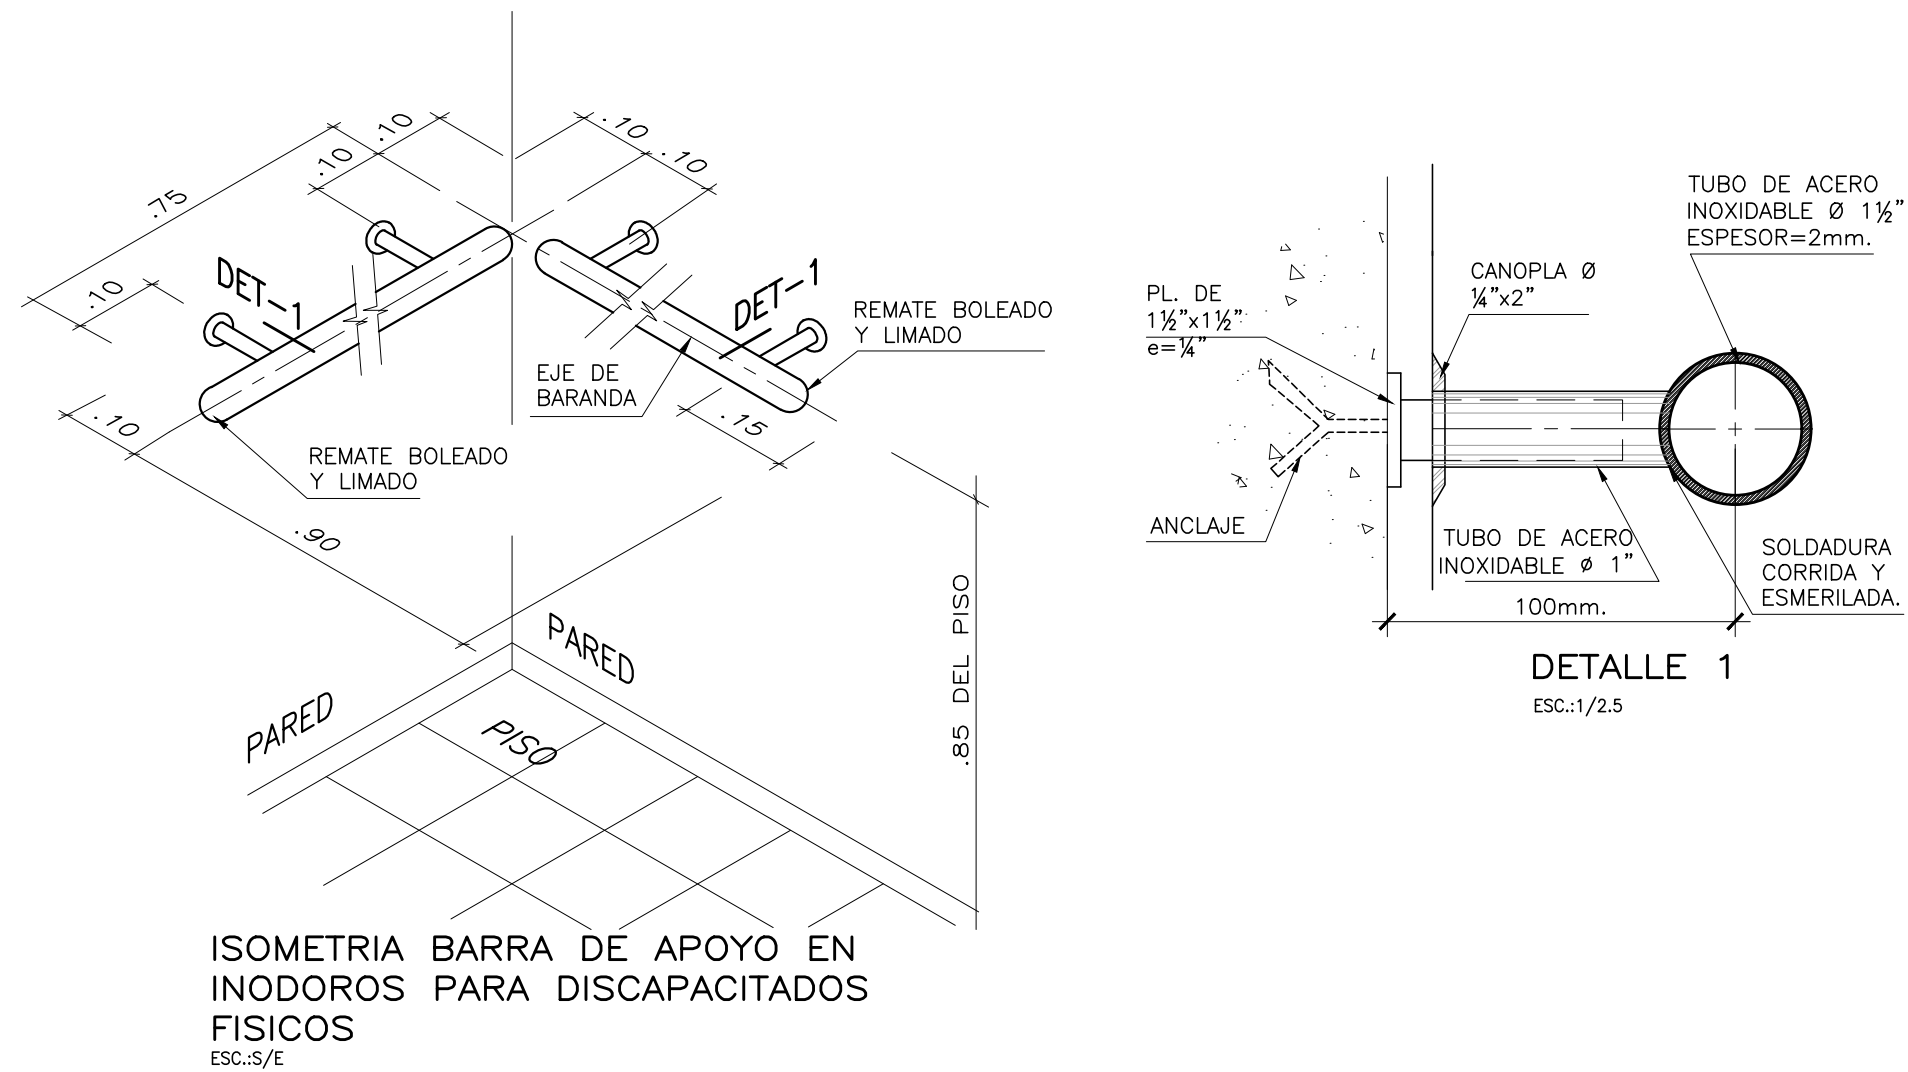 .10
.10
.10
.10
.75
.10
DET-1
DET-1
REMATE BOLEADO
Y LIMADO
EJE DE
BARANDA
.15
.10
REMATE BOLEADO
Y LIMADO
.90
.85 DEL PISO
PARED
PARED
PISO
ISOMETRIA BARRA DE APOYO EN
INODOROS PARA DISCAPACITADOS
FISICOS
ESC.:S/E
TUBO DE ACERO
INOXIDABLE Ø 1½"
ESPESOR=2mm.
CANOPLA Ø
¼"x2"
PL. DE
1½"x1½"
e=¼"
ANCLAJE
TUBO DE ACERO
INOXIDABLE ø 1"
SOLDADURA
CORRIDA Y
ESMERILADA.
100mm.
DETALLE 1
ESC.:1/2.5